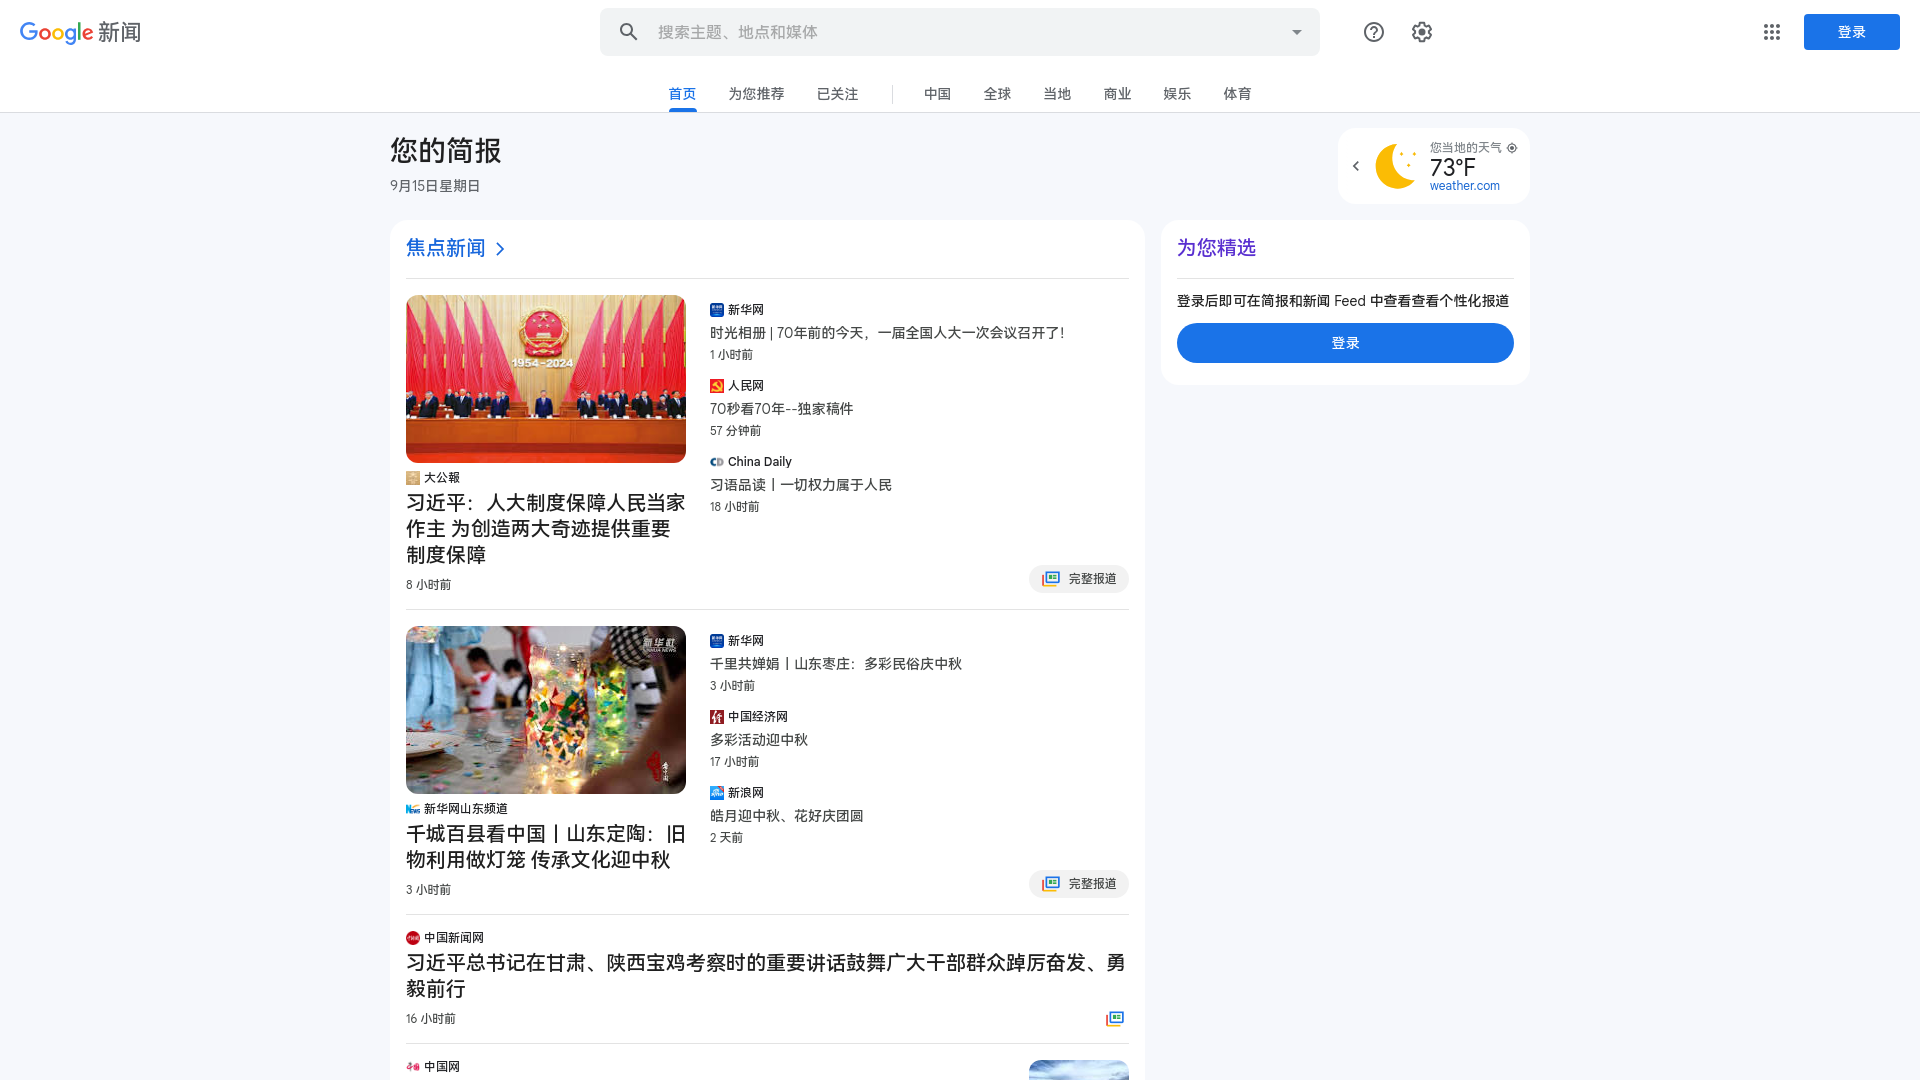 Google 新闻
搜索主题、地点和媒体
登录
首页
为您推荐
已关注
中国
全球
当地
商业
娱乐
体育
您的简报
9月15日星期日
您当地的天气
73°F
weather.com
焦点新闻
1954-2024
大公報
习近平：人大制度保障人民当家
作主 为创造两大奇迹提供重要
制度保障
8 小时前
新华网
时光相册 | 70年前的今天，一届全国人大一次会议召开了！
1 小时前
人民网
70秒看70年--独家稿件
57 分钟前
China Daily
习语品读丨一切权力属于人民
18 小时前
完整报道
新华社
XINHUA NEWS
新华网山东频道
千城百县看中国丨山东定陶：旧
物利用做灯笼 传承文化迎中秋
3 小时前
新华网
千里共婵娟丨山东枣庄：多彩民俗庆中秋
3 小时前
中国经济网
多彩活动迎中秋
17 小时前
新浪网
皓月迎中秋、花好庆团圆
2 天前
完整报道
中国新闻网
习近平总书记在甘肃、陕西宝鸡考察时的重要讲话鼓舞广大干部群众踔厉奋发、勇
毅前行
16 小时前
中国网
为您精选
登录后即可在简报和新闻 Feed 中查看查看个性化报道
登录